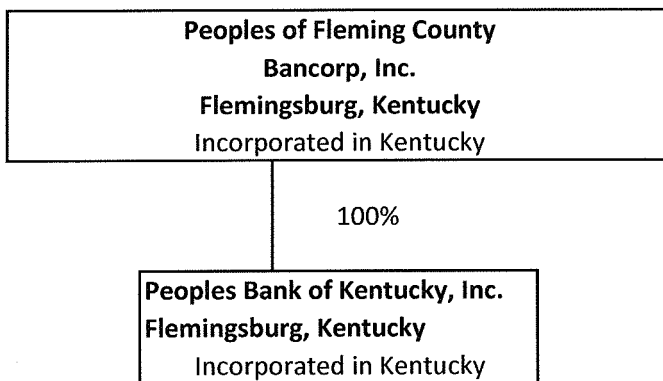 Peoples of Fleming County
Bancorp, Inc.
Flemingsburg, Kentucky
Incorporated in Kentucky
100%
Peoples Bank of Kentucky, Inc.
Flemingsburg, Kentucky
Incorporated in Kentucky